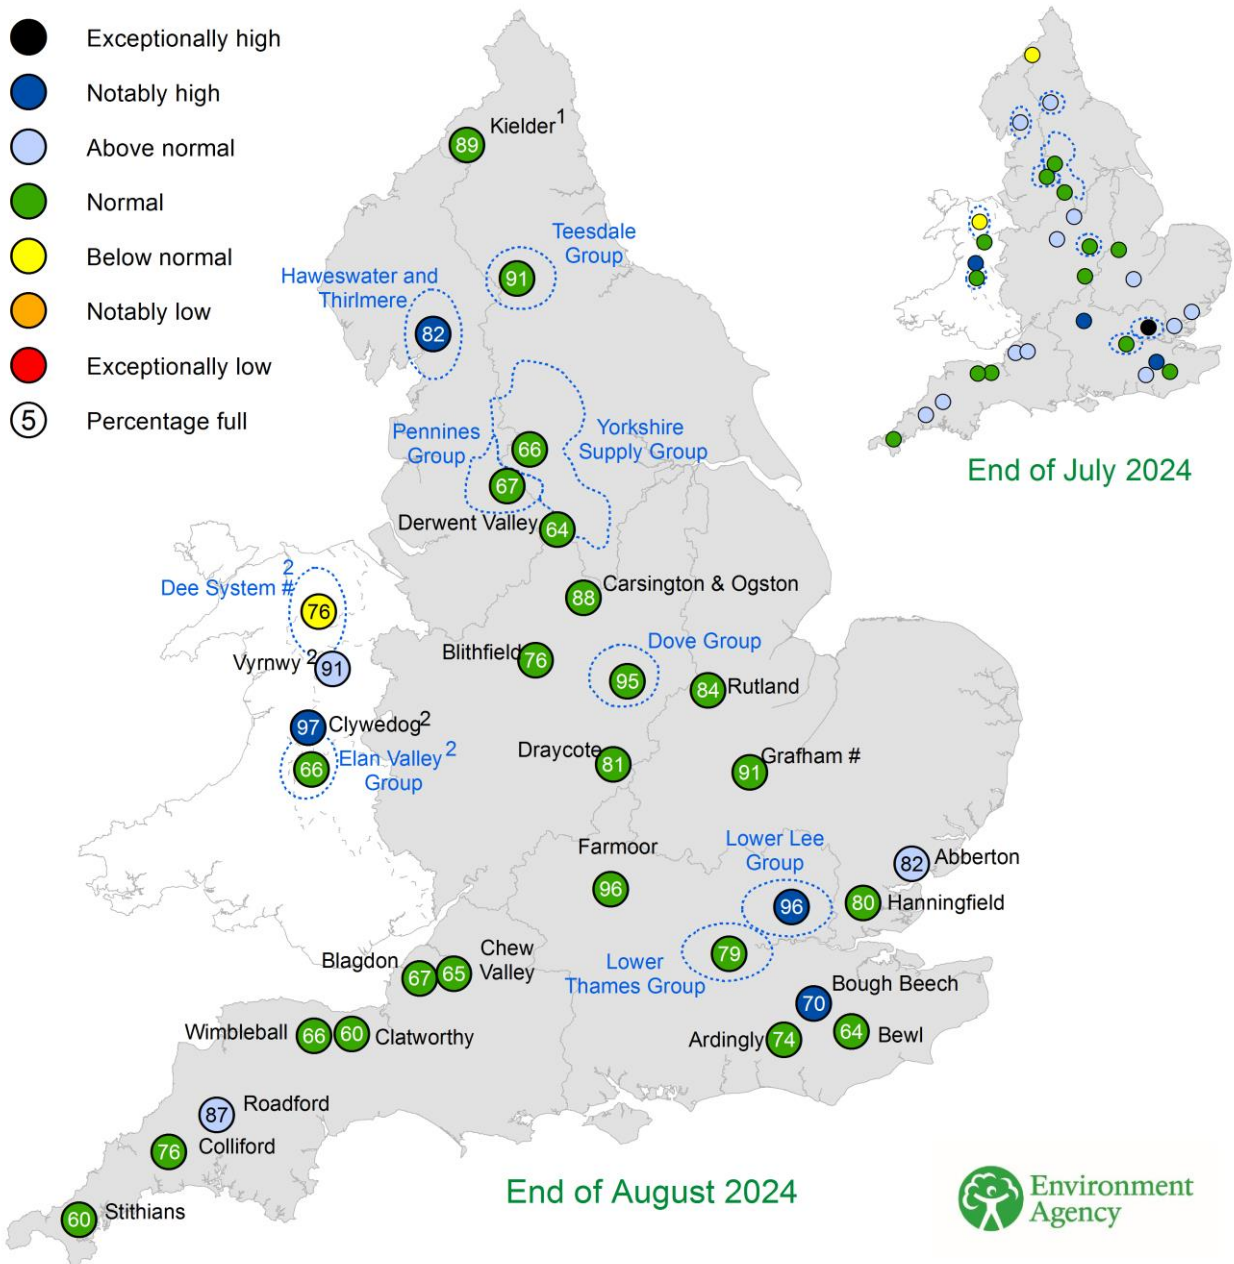 Exceptionally high
Notably high
Above normal
Normal
Below normal
Notably low
Exceptionally low
5 Percentage full
Kielder 1
89
Teesdale
Group
91
Haweswater and
Thirlmere
82
Pennines
Group
Yorkshire
Supply Group
66
67
Derwent Valley
64
End of July 2024
2
Dee System #
76
Carsington & Ogston
88
Vyrnwy 2
91
Blithfield
76
Dove Group
95
84
Rutland
97
Clywedog 2
66
Elan Valley 2
Group
Draycote
81
Grafham #
91
Farmoor
96
Lower Lee
Group
96
82
Abberton
80
Hanningfield
Blagdon
67
65
Chew
Valley
79
Lower
Thames Group
Bough Beech
70
Wimbleball
66
60
Clatworthy
Ardingly
74
64
Bewl
87
Roadford
76
Colliford
60
Stithians
End of August 2024
Environment
Agency